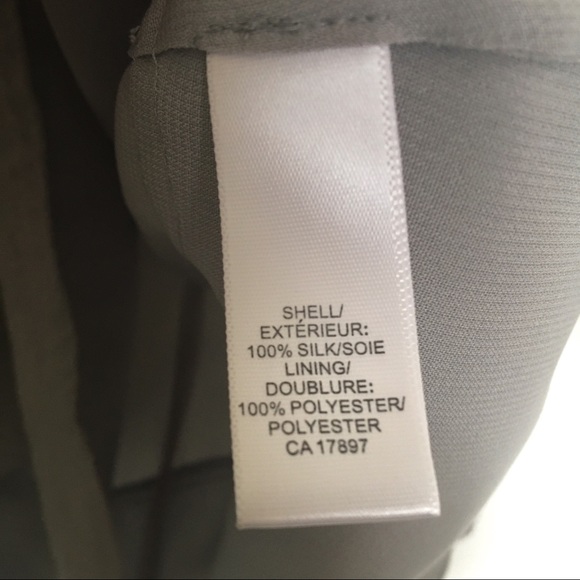 SHELL/
EXTÉRIEUR:
100% SILK/SOIE
LINING/
DOUBLURE:
100% POLYESTER/
POLYESTER
CA 17897